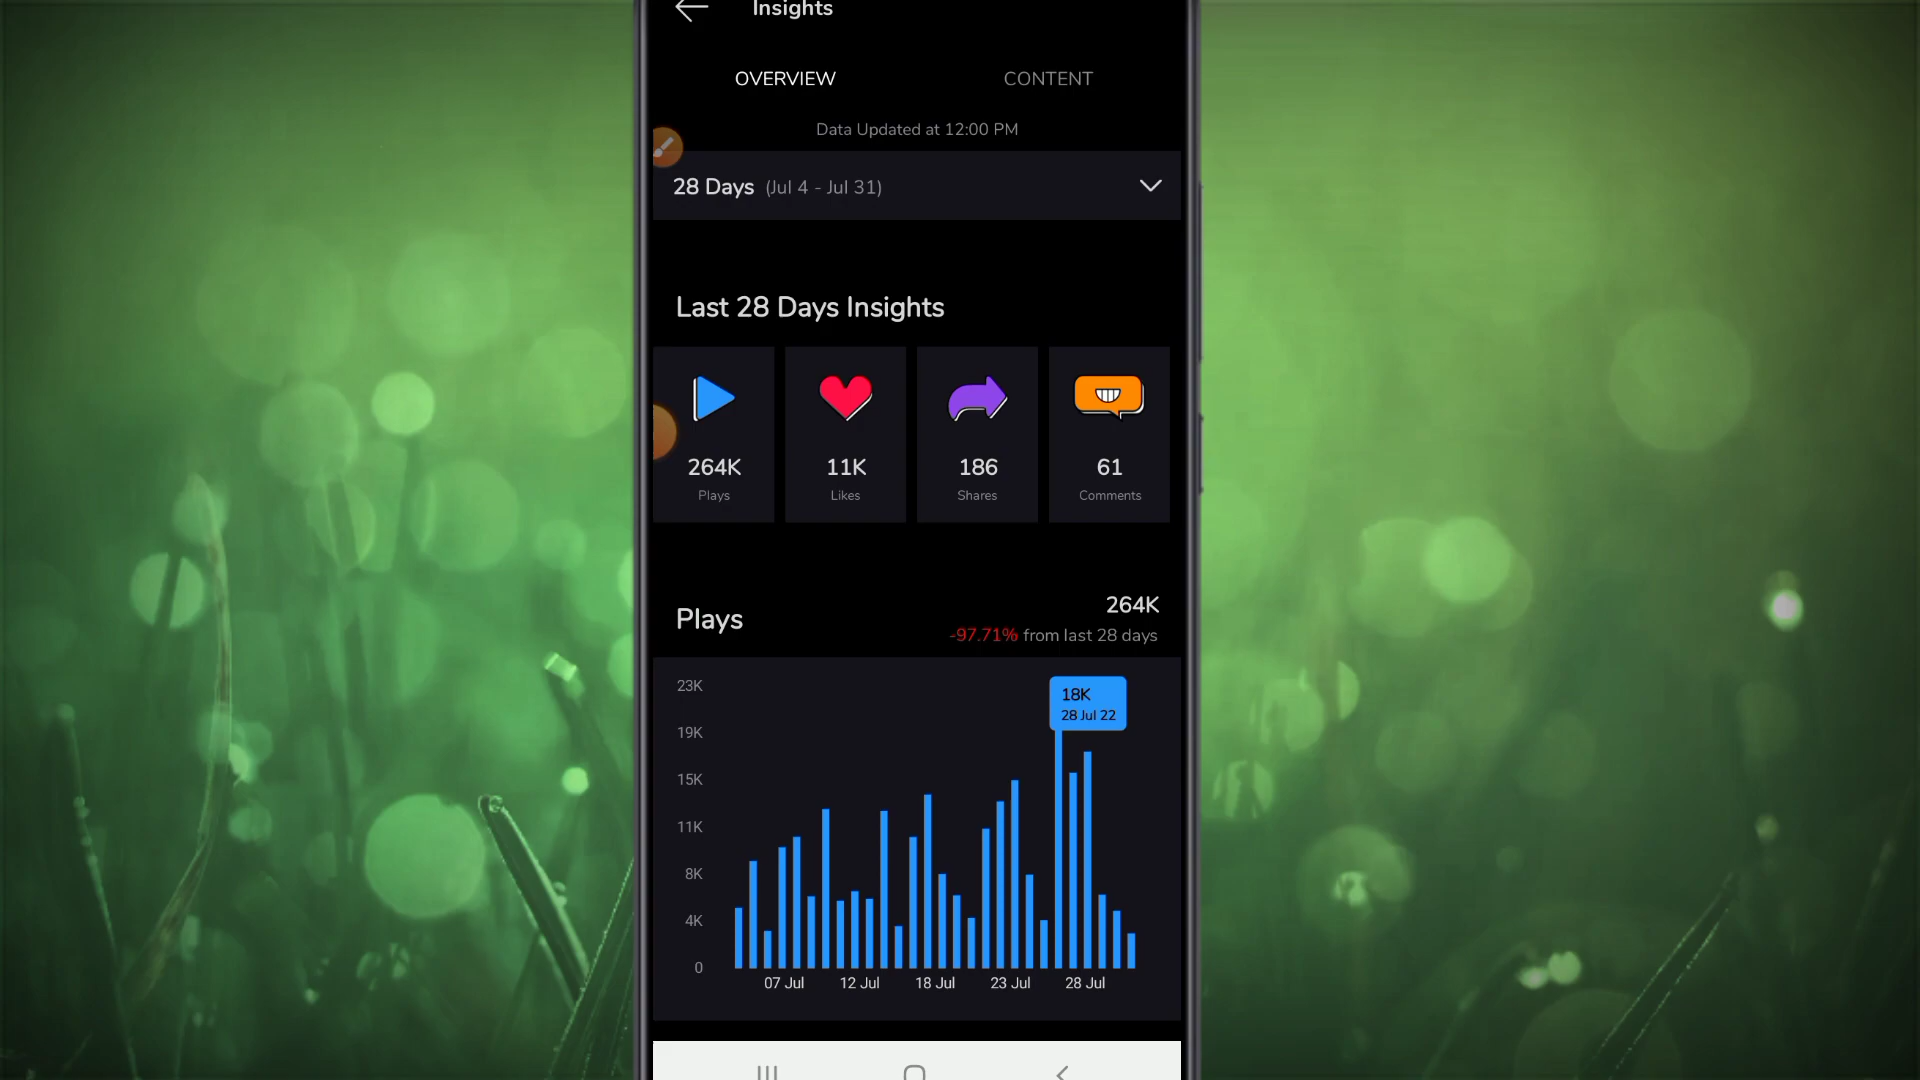 Insights
OVERVIEW CONTENT
Data Updated at 12:00 PM
28 Days (Jul 4 - Jul 31)
Last 28 Days Insights
264K 11K 186 61
Plays Likes Shares Comments
264K
Plays
-97.71% from last 28 days
23K
18K
28 Jul 22
19K
15K
11K
8K
4K
0
07 Jul 12 Jul 18 Jul 23 Jul 28 Jul